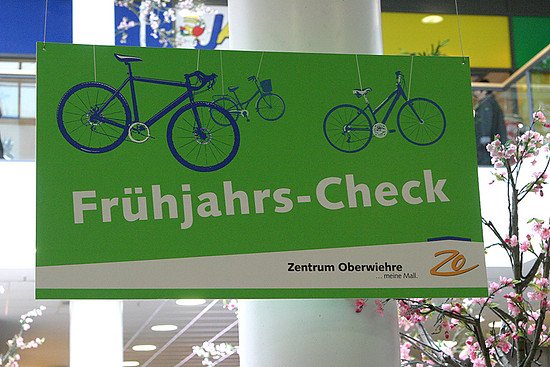 Frühjahrs-Check
Zentrum Oberwiehre
... meine Mall.
ZO